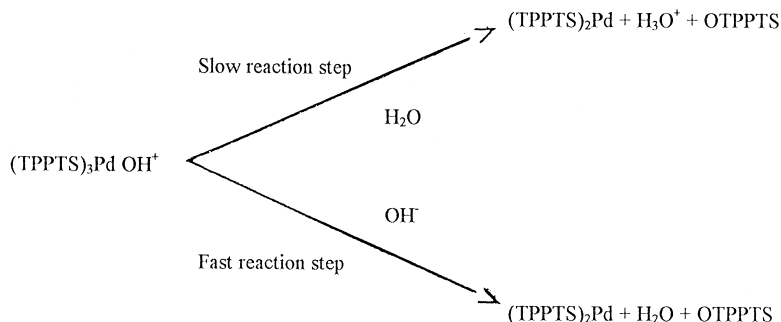 (TPPTS)₂Pd + H₃O⁺ + OTPPTS
Slow reaction step
H₂O
(TPPTS)₃Pd OH⁺
OH⁻
Fast reaction step
(TPPTS)₂Pd + H₂O + OTPPTS